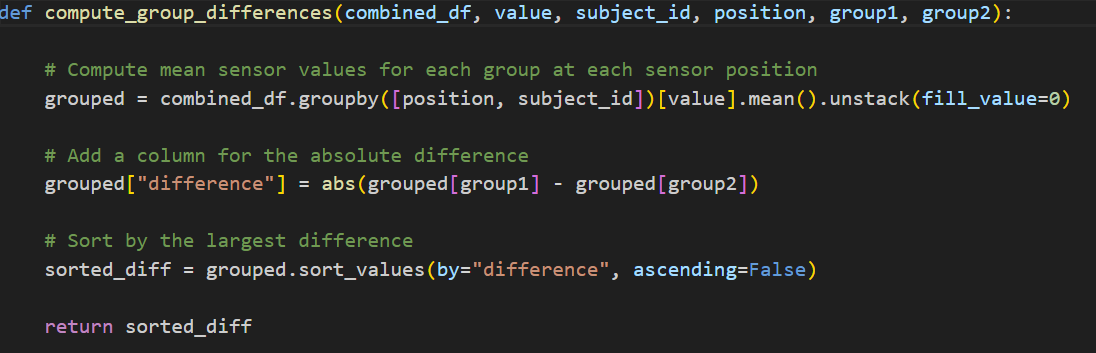 def compute_group_differences(combined_df, value, subject_id, position, group1, group2):
    # Compute mean sensor values for each group at each sensor position
    grouped = combined_df.groupby([position, subject_id])[value].mean().unstack(fill_value=0)
    # Add a column for the absolute difference
    grouped["difference"] = abs(grouped[group1] - grouped[group2])
    # Sort by the largest difference
    sorted_diff = grouped.sort_values(by="difference", ascending=False)
    return sorted_diff